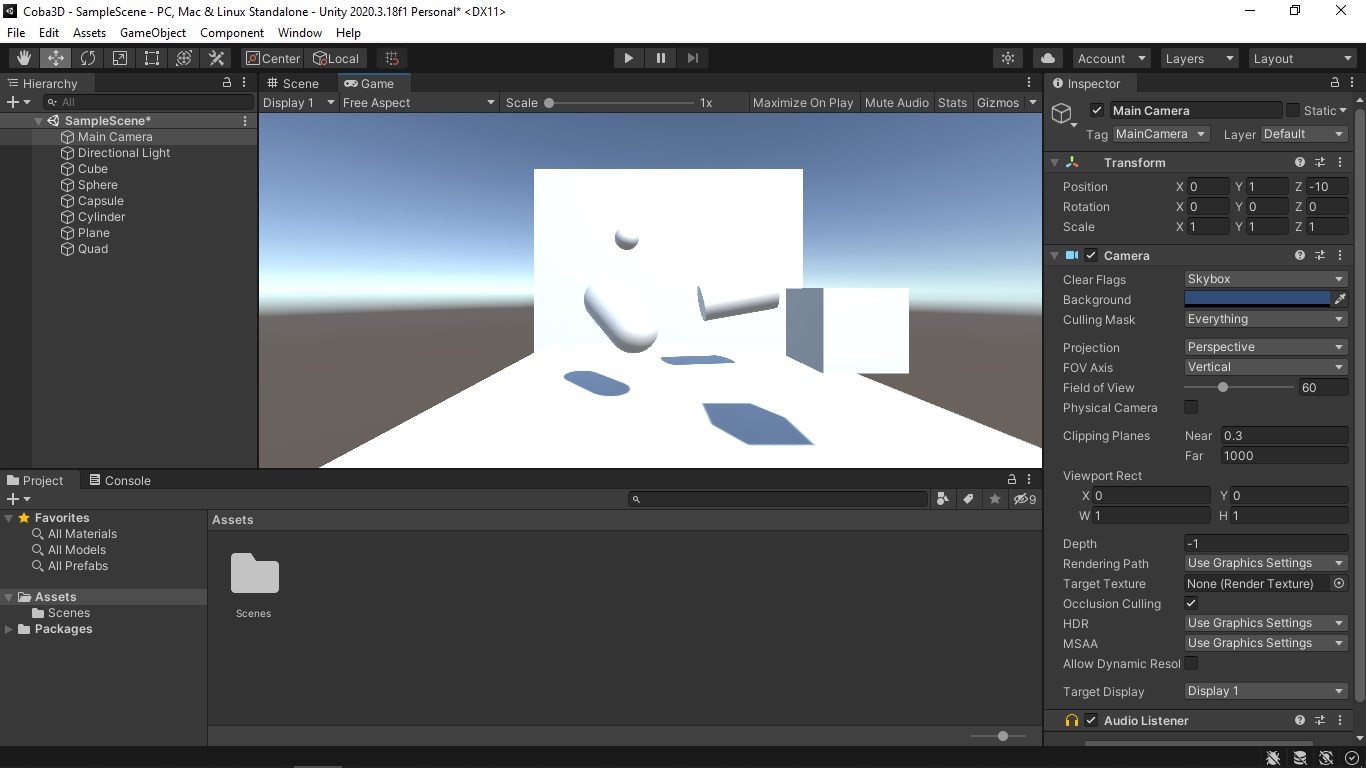 Coba3D - SampleScene - PC, Mac & Linux Standalone - Unity 2020.3.18f1 Personal* <DX11>
File Edit Assets GameObject Component Window Help
Center Local Account Layers Layout
Hierarchy
All
SampleScene*
Main Camera
Directional Light
Cube
Sphere
Capsule
Cylinder
Plane
Quad
Scene Game
Display 1 Free Aspect Scale 1x Maximize On Play Mute Audio Stats Gizmos
Inspector
Main Camera Static
Tag MainCamera Layer Default
Transform
Position X 0 Y 1 Z -10
Rotation X 0 Y 0 Z 0
Scale X 1 Y 1 Z 1
Camera
Clear Flags Skybox
Background
Culling Mask Everything
Projection Perspective
FOV Axis Vertical
Field of View 60
Physical Camera
Clipping Planes Near 0.3
Far 1000
Viewport Rect
X 0 Y 0
W 1 H 1
Depth -1
Rendering Path Use Graphics Settings
Target Texture None (Render Texture)
Occlusion Culling
HDR Use Graphics Settings
MSAA Use Graphics Settings
Allow Dynamic Resol
Target Display Display 1
Audio Listener
Project Console
9
Favorites
All Materials
All Models
All Prefabs
Assets
Scenes
Packages
Assets
Scenes